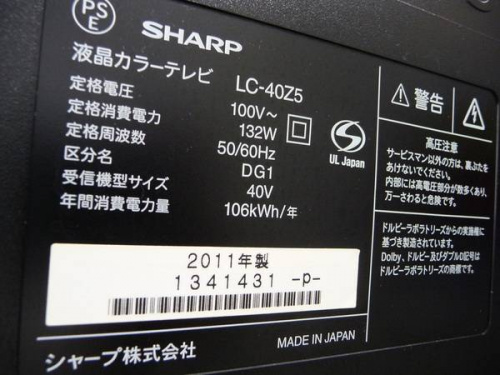 PS
E
SHARP
液晶カラーテレビ LC-40Z5
定格電圧 100V～
定格消費電力 132W
定格周波数 50/60Hz
区分名 DG1
受信機型サイズ 40V
年間消費電力量 106kWh/年
UL Japan
警告
高圧注意
サービスマン以外の方は、裏ぶたを
あけないでください。
内部には高電圧部分が数多くあり、
万一さわると危険です。
ドルビーラボラトリーズからの実施権に
基づき製造されています。
Dolby、ドルビー及びダブルD記号は
ドルビーラボラトリーズの商標です。
2011年製
1341431 -p-
シャープ株式会社
MADE IN JAPAN